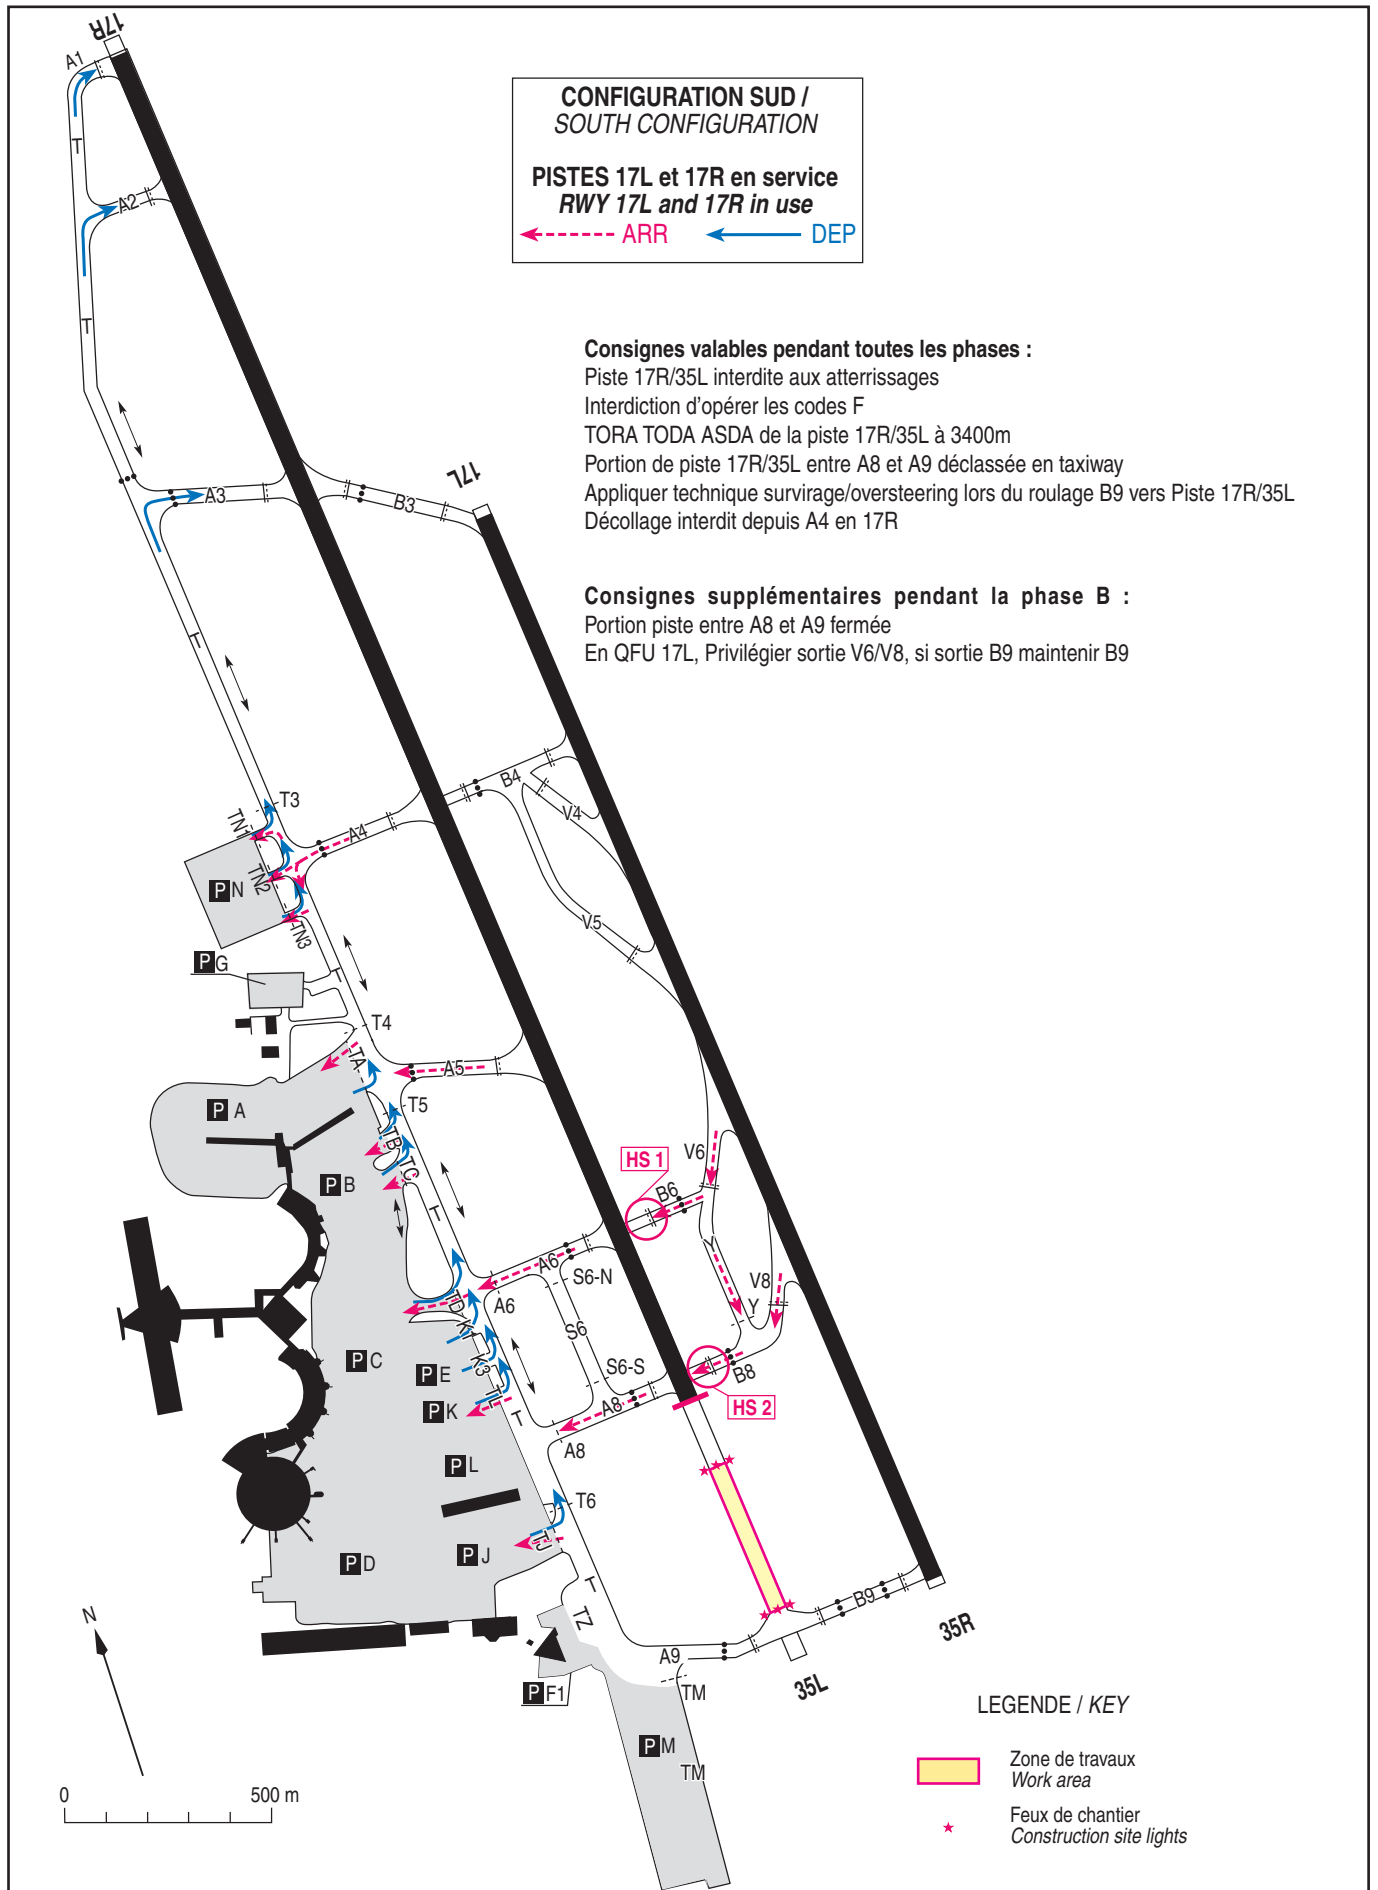 17R
A1
CONFIGURATION SUD /
SOUTH CONFIGURATION
PISTES 17L et 17R en service
RWY 17L and 17R in use
ARR
DEP
T
A2
T
Consignes valables pendant toutes les phases :
Piste 17R/35L interdite aux atterrissages
Interdiction d'opérer les codes F
TORA TODA ASDA de la piste 17R/35L à 3400m
Portion de piste 17R/35L entre A8 et A9 déclassée en taxiway
Appliquer technique survirage/oversteering lors du roulage B9 vers Piste 17R/35L
Décollage interdit depuis A4 en 17R
17L
A3
B3
Consignes supplémentaires pendant la phase B :
Portion piste entre A8 et A9 fermée
En QFU 17L, Privilégier sortie V6/V8, si sortie B9 maintenir B9
T
B4
T3
V4
TN1
A4
TN2
P N
V5
TN3
P G
T
T4
TA
A5
T5
P A
TB
TC
V6
HS 1
P B
B6
T
Y
A6
S6-N
V8
TD
A6
Y
K1
S6
P C
K3
S6-S
P E
B8
TL
P K
A8
HS 2
T
A8
P L
T6
TJ
P J
P D
T
B9
N
TZ
35R
A9
35L
P F1
TM
LEGENDE / KEY
P M
TM
Zone de travaux
Work area
0
500 m
Feux de chantier
Construction site lights